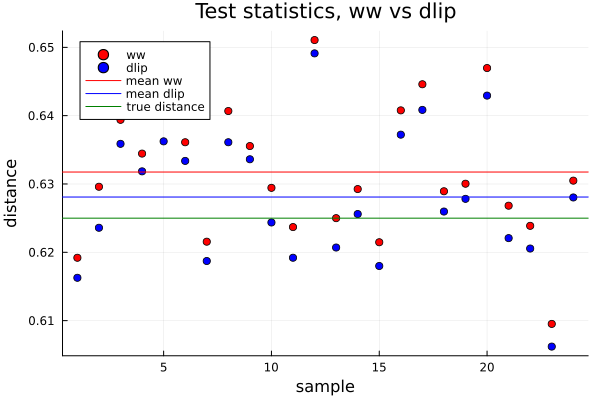 Test statistics, ww vs dlip
ww
dlip
mean ww
mean dlip
true distance
0.65
0.64
0.63
0.62
0.61
distance
5
10
15
20
sample